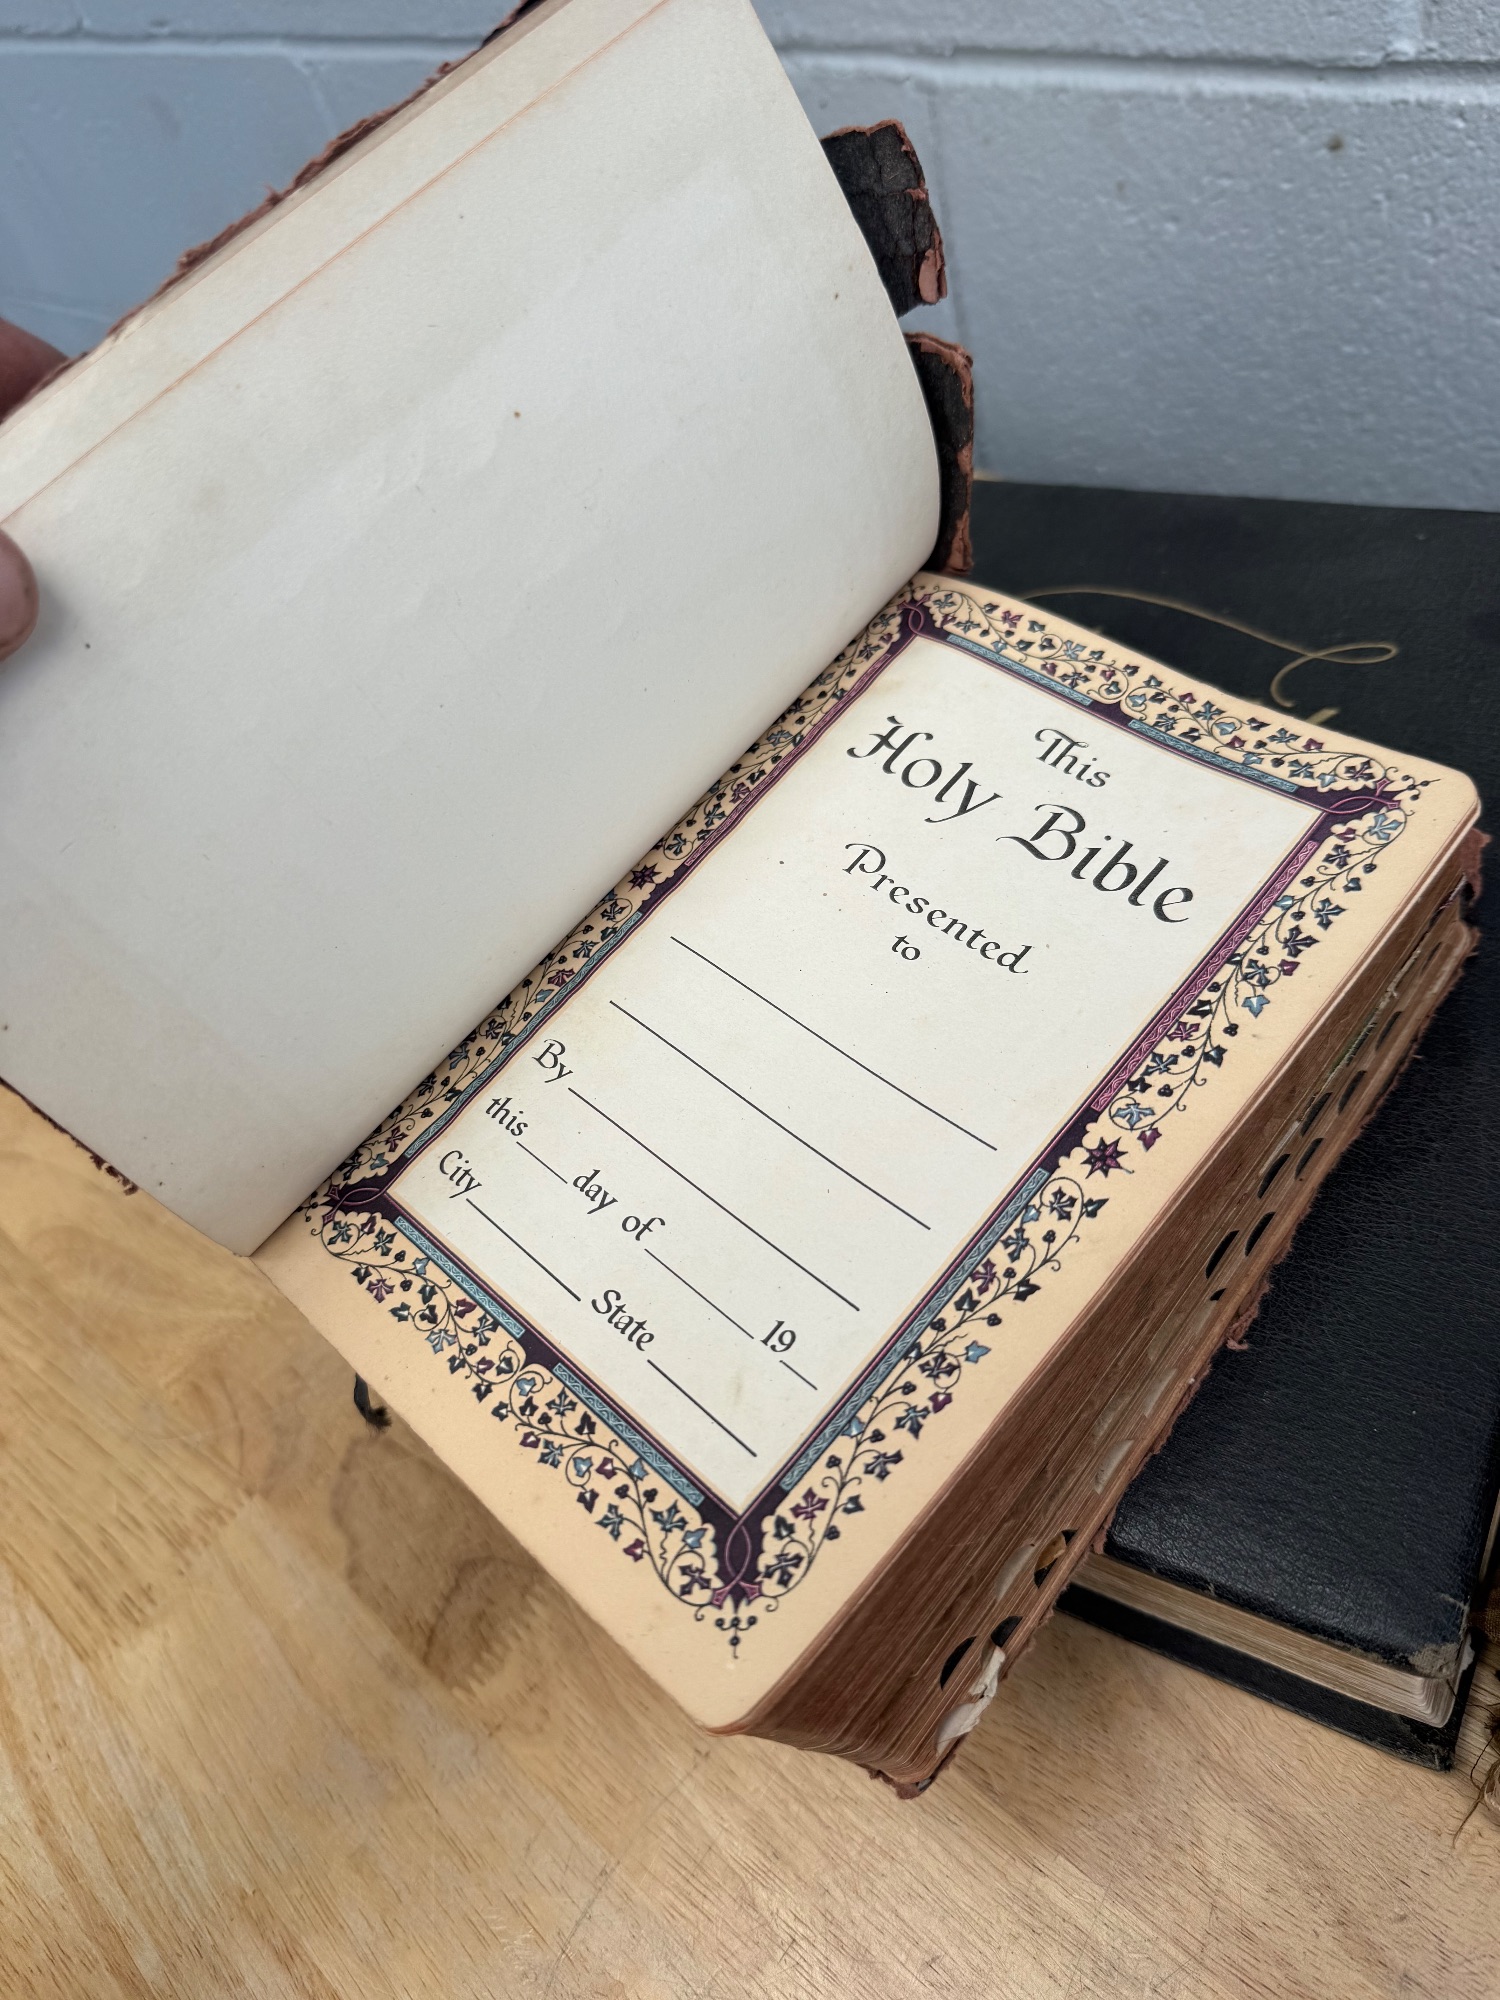 This
Holy Bible
Presented
to
By
this day of 19
City State